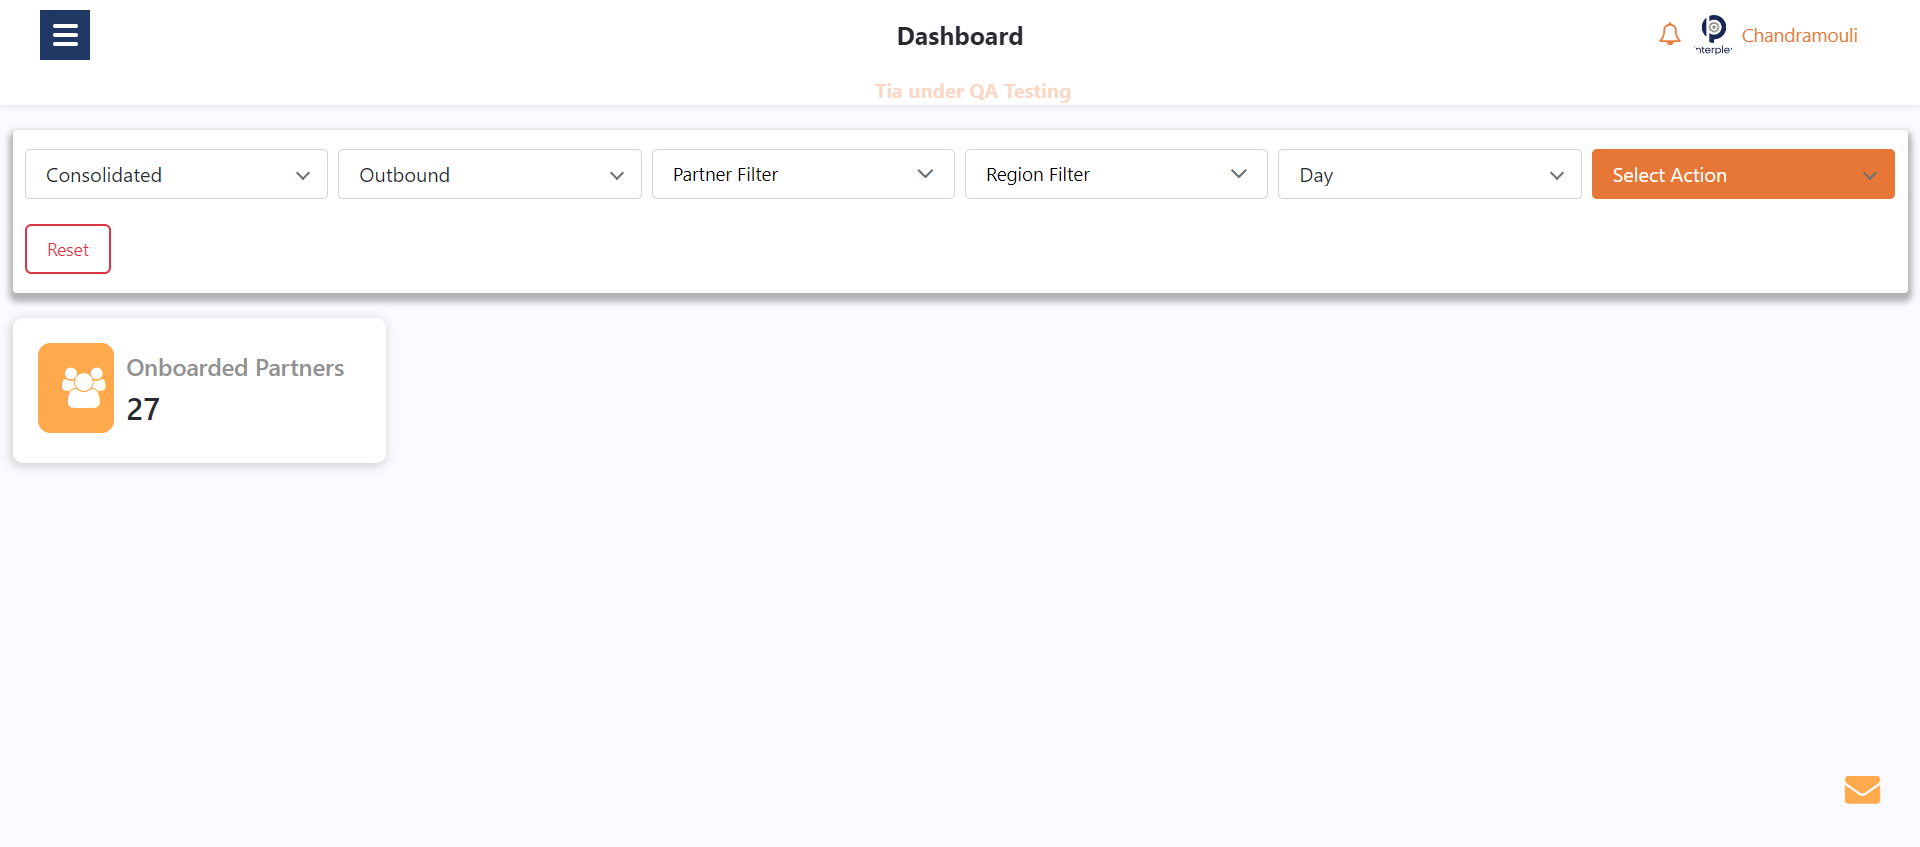 Dashboard
Chandramouli
Tia under QA Testing
Consolidated
Outbound
Partner Filter
Region Filter
Day
Select Action
Reset
Onboarded Partners
27